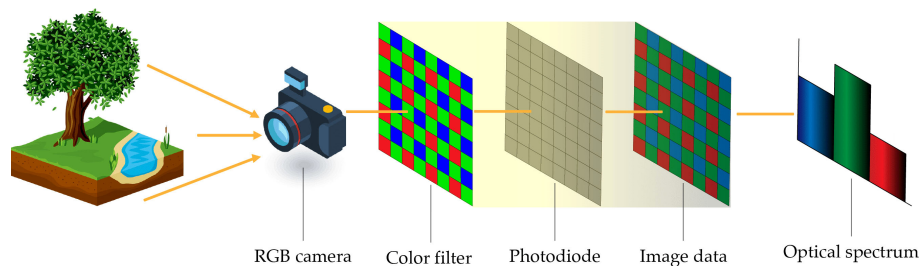 RGB camera
Color filter
Photodiode
Image data
Optical spectrum